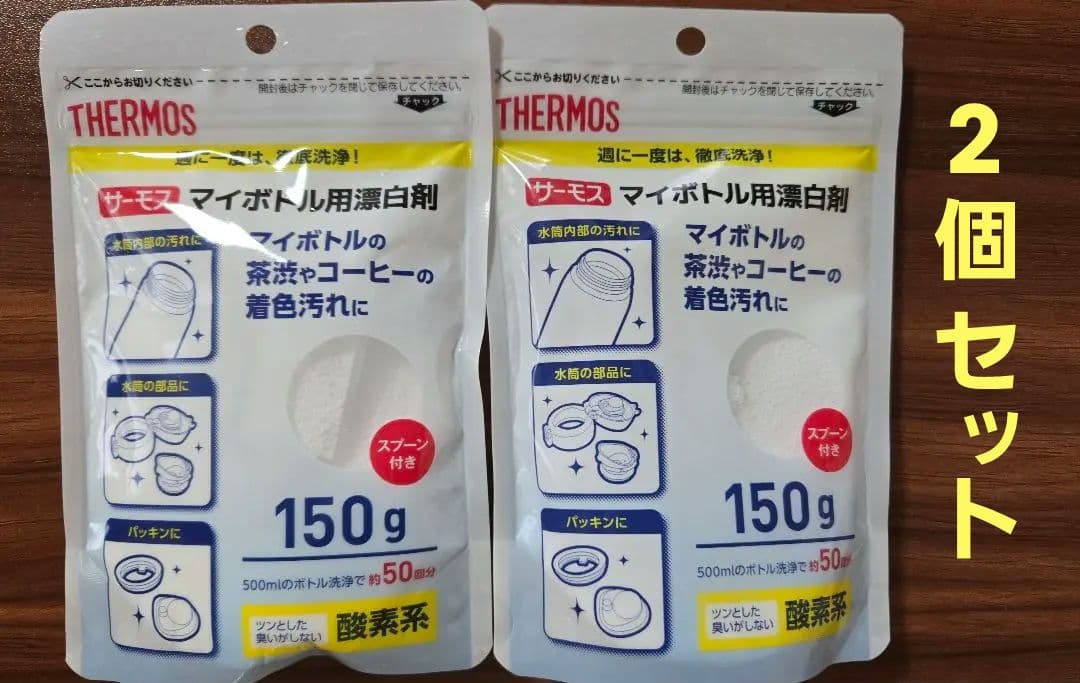 ここからお切りください
開封後はチャックを閉じて保存してください。
チャック
THERMOS
週に一度は、徹底洗浄！
サーモス マイボトル用漂白剤
水筒内部の汚れに
マイボトルの
茶渋やコーヒーの
着色汚れに
水筒の部品に
スプーン
付き
パッキンに
150g
500mlのボトル洗浄で 約50回分
ツンとした
臭いがしない
酸素系
ここからお切りください
開封後はチャックを閉じて保存してください。
チャック
THERMOS
週に一度は、徹底洗浄！
サーモス マイボトル用漂白剤
水筒内部の汚れに
マイボトルの
茶渋やコーヒーの
着色汚れに
水筒の部品に
スプーン
付き
パッキンに
150g
500mlのボトル洗浄で 約50回分
ツンとした
臭いがしない
酸素系
2個セット